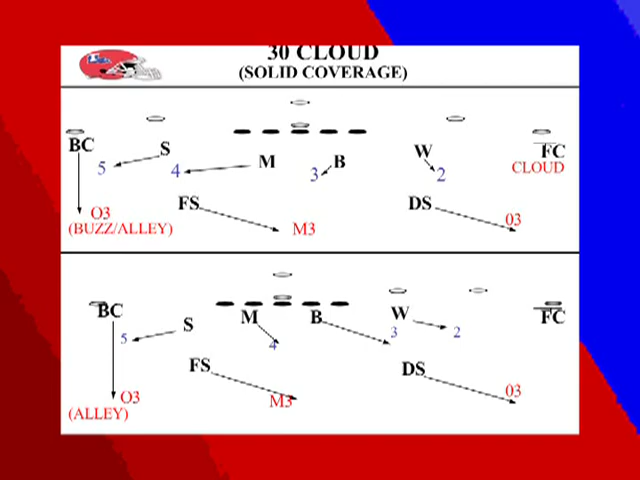 30 CLOUD
(SOLID COVERAGE)
BC S M B W FC
5 4 3 2 CLOUD
FS DS
O3 M3 03
(BUZZ/ALLEY)
BC S M B W FC
5 4 3 2
FS DS
O3 M3 03
(ALLEY)